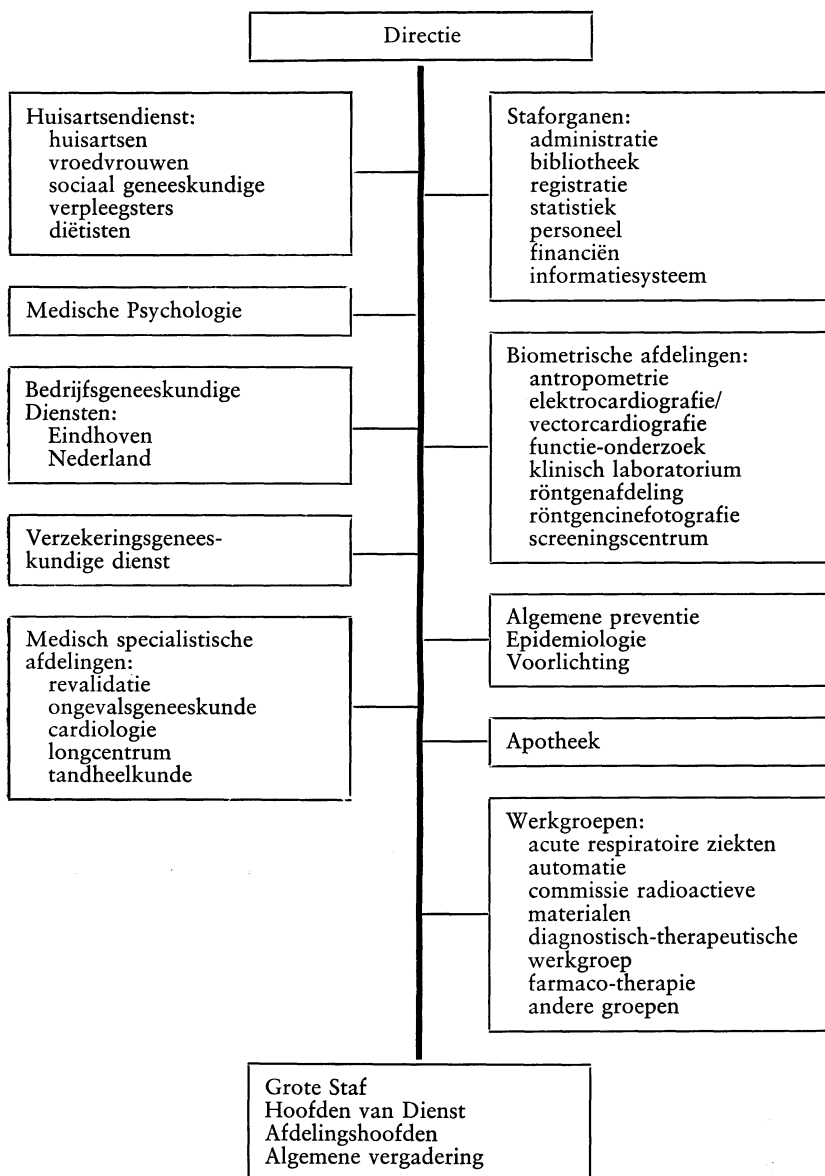 Directie
Huisartsendienst:
huisartsen
vroedvrouwen
sociaal geneeskundige
verpleegsters
diëtisten
Medische Psychologie
Bedrijfsgeneeskundige
Diensten:
Eindhoven
Nederland
Verzekeringsgenees-
kundige dienst
Medisch specialistische
afdelingen:
revalidatie
ongevalsgeneeskunde
cardiologie
longcentrum
tandheelkunde
Staforganen:
administratie
bibliotheek
registratie
statistiek
personeel
financiën
informatiesysteem
Biometrische afdelingen:
antropometrie
elektrocardiografie/
vectorcardiografie
functie-onderzoek
klinisch laboratorium
röntgenafdeling
röntgencinefotografie
screeningscentrum
Algemene preventie
Epidemiologie
Voorlichting
Apotheek
Werkgroepen:
acute respiratoire ziekten
automatie
commissie radioactieve
materialen
diagnostisch-therapeutische
werkgroep
farmaco-therapie
andere groepen
Grote Staf
Hoofden van Dienst
Afdelingshoofden
Algemene vergadering